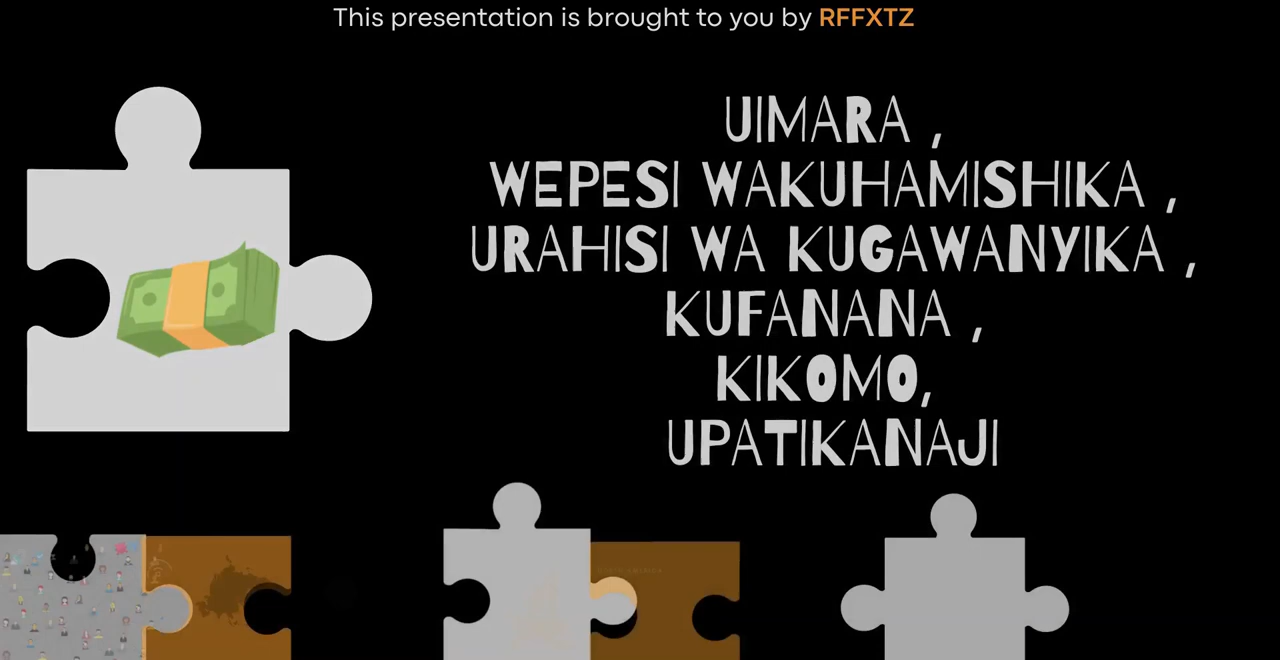 This presentation is brought to you by RFFXTZ
UIMARA ,
WEPESI WAKUHAMISHIKA ,
URAHISI WA KUGAWANYIKA ,
KUFANANA ,
KIKOMO,
UPATIKANAJI